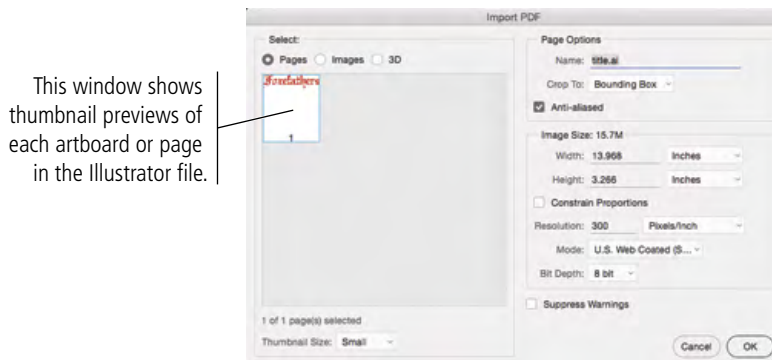 Import PDF
This window shows
thumbnail previews of
each artboard or page
in the Illustrator file.
Select:
Pages Images 3D
Forefathers
1
1 of 1 page(s) selected
Thumbnail Size: Small
Page Options
Name: title.ai
Crop To: Bounding Box
Anti-aliased
Image Size: 15.7M
Width: 13.968 Inches
Height: 3.266 Inches
Constrain Proportions
Resolution: 300 Pixels/Inch
Mode: U.S. Web Coated (S...
Bit Depth: 8 bit
Suppress Warnings
Cancel OK